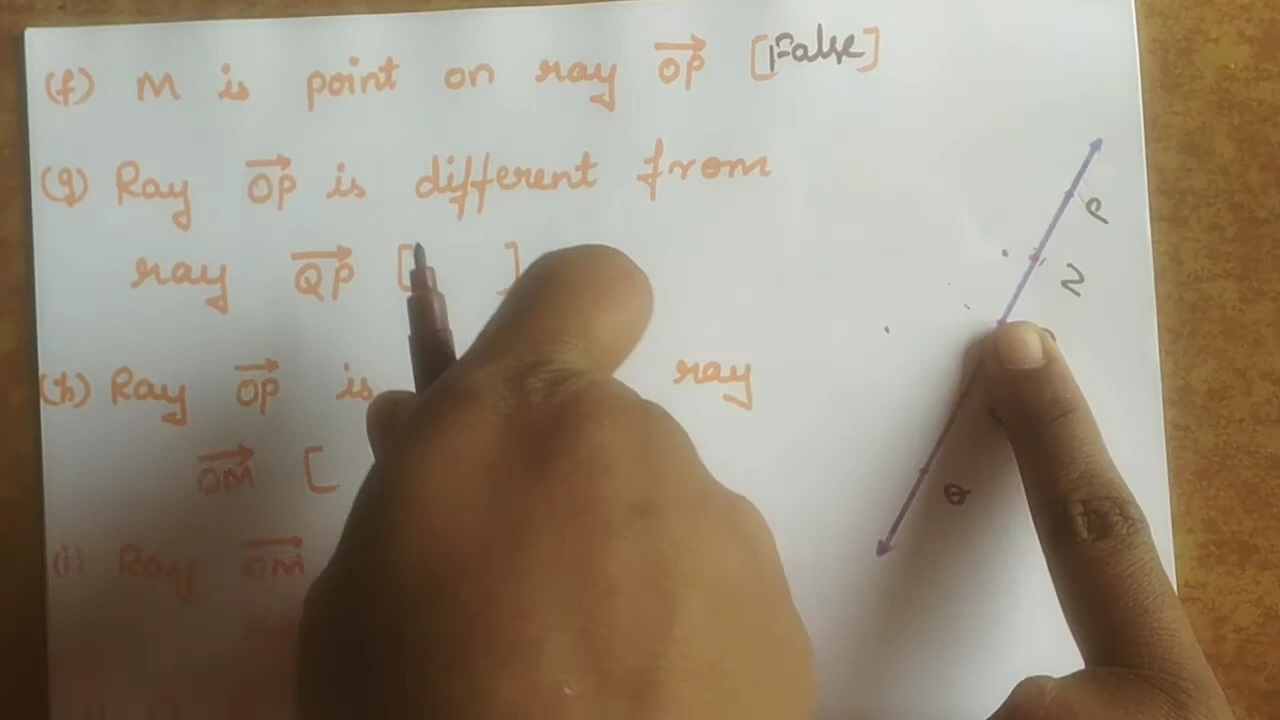 (f) M is point on ray OP [False]
(g) Ray OP is different from
ray QP [ ]
(h) Ray OP is ray
OM [
(i) Ray OM
P
N
Q